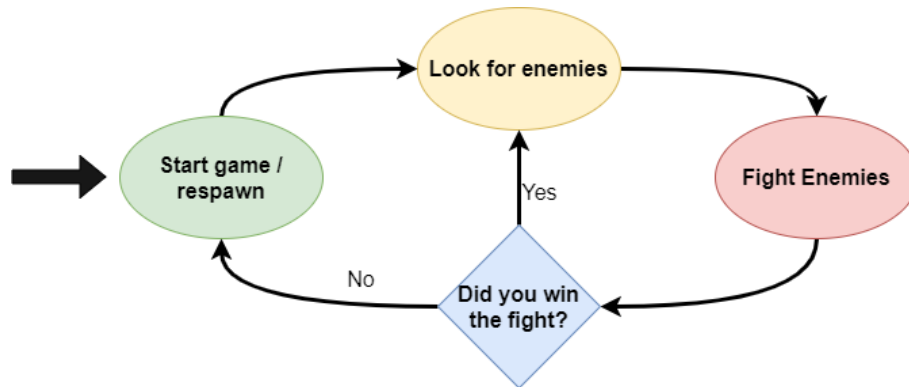 Look for enemies
Start game /
respawn
Fight Enemies
Yes
No
Did you win
the fight?